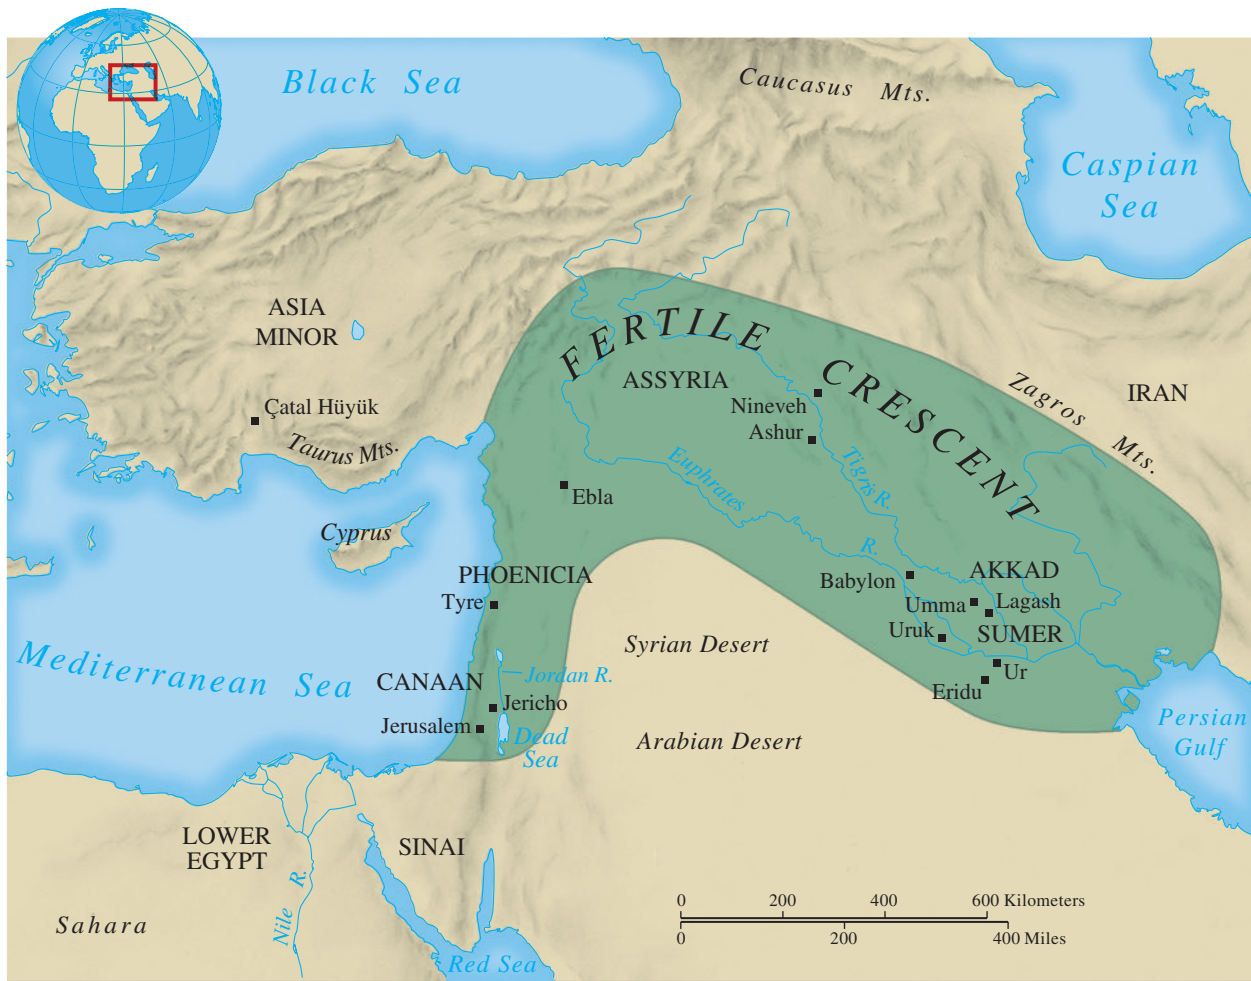 Black Sea
Caucasus Mts.
Caspian
Sea
ASIA
MINOR
FERTILE CRESCENT
ASSYRIA
Zagros Mts.
IRAN
Çatal Hüyük
Nineveh
Ashur
Taurus Mts.
Tigris R.
Euphrates R.
Ebla
Cyprus
PHOENICIA
Babylon
AKKAD
Tyre
Umma
Lagash
Uruk
SUMER
Syrian Desert
Mediterranean Sea
Jordan R.
Ur
CANAAN
Eridu
Jericho
Jerusalem
Dead
Sea
Arabian Desert
Persian
Gulf
LOWER
EGYPT
SINAI
Nile R.
Sahara
Red Sea
0 200 400 600 Kilometers
0 200 400 Miles